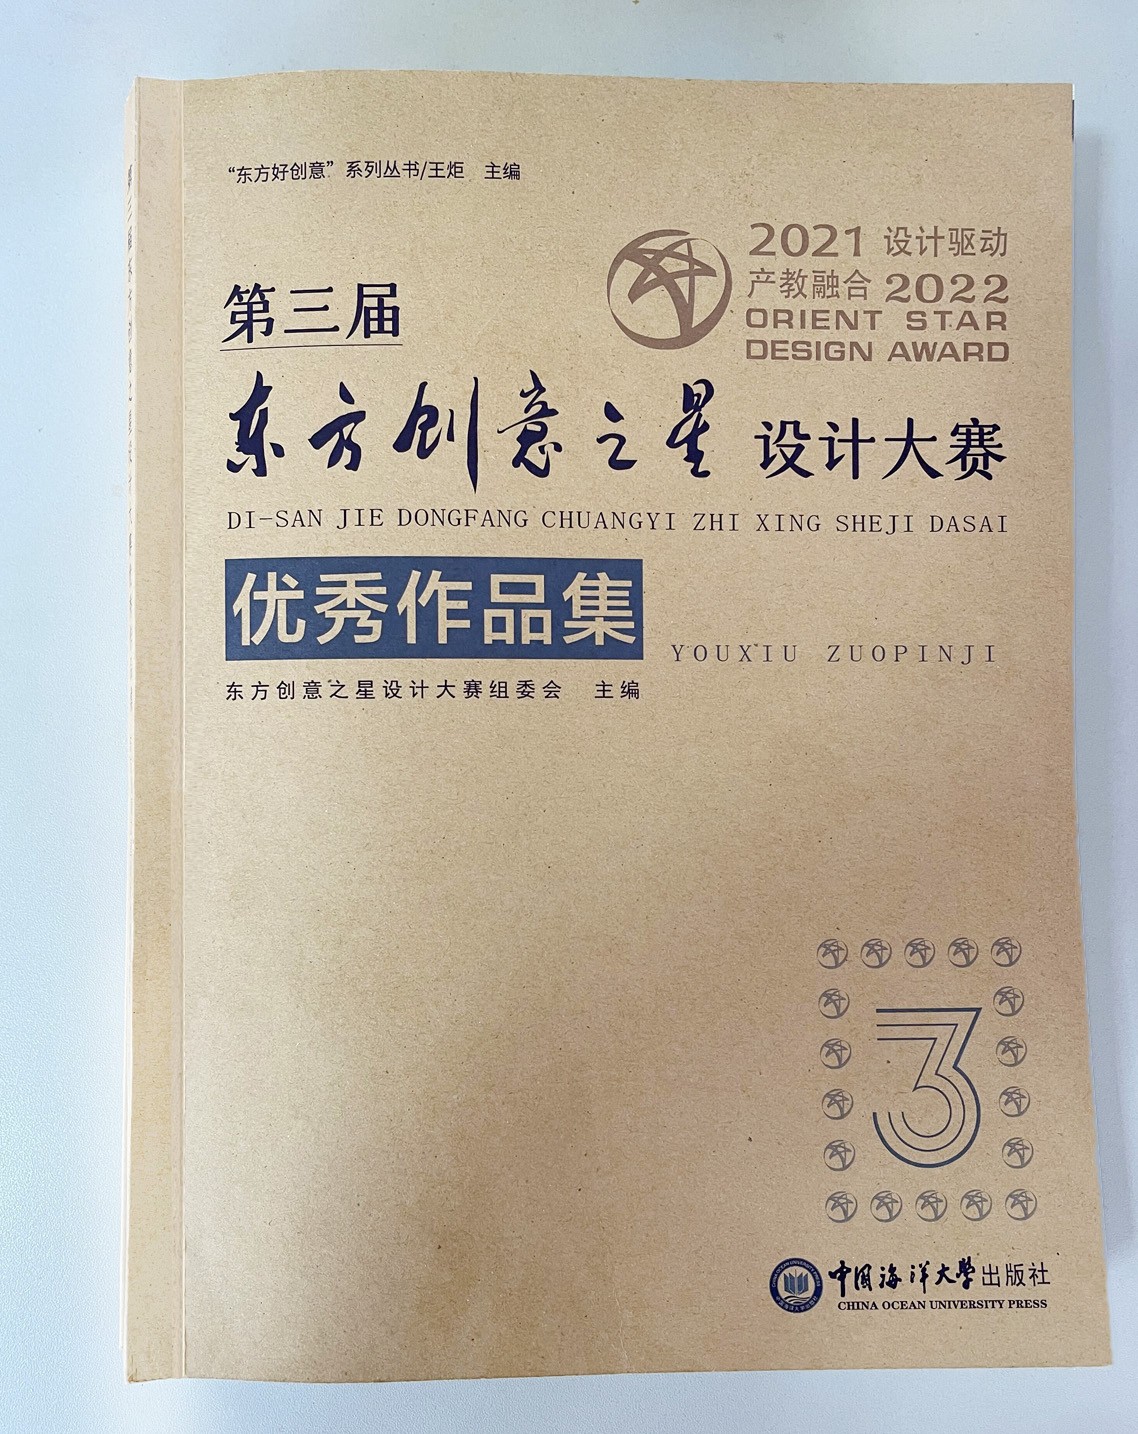 “东方好创意”系列丛书/王炬 主编
2021 设计驱动
产教融合 2022
ORIENT STAR
DESIGN AWARD
第三届
东方创意之星 设计大赛
DI-SAN JIE DONGFANG CHUANGYI ZHI XING SHEJI DASAI
优秀作品集
YOUXIU ZUOPINJI
东方创意之星设计大赛组委会 主编
3
中国海洋大学出版社
CHINA OCEAN UNIVERSITY PRESS